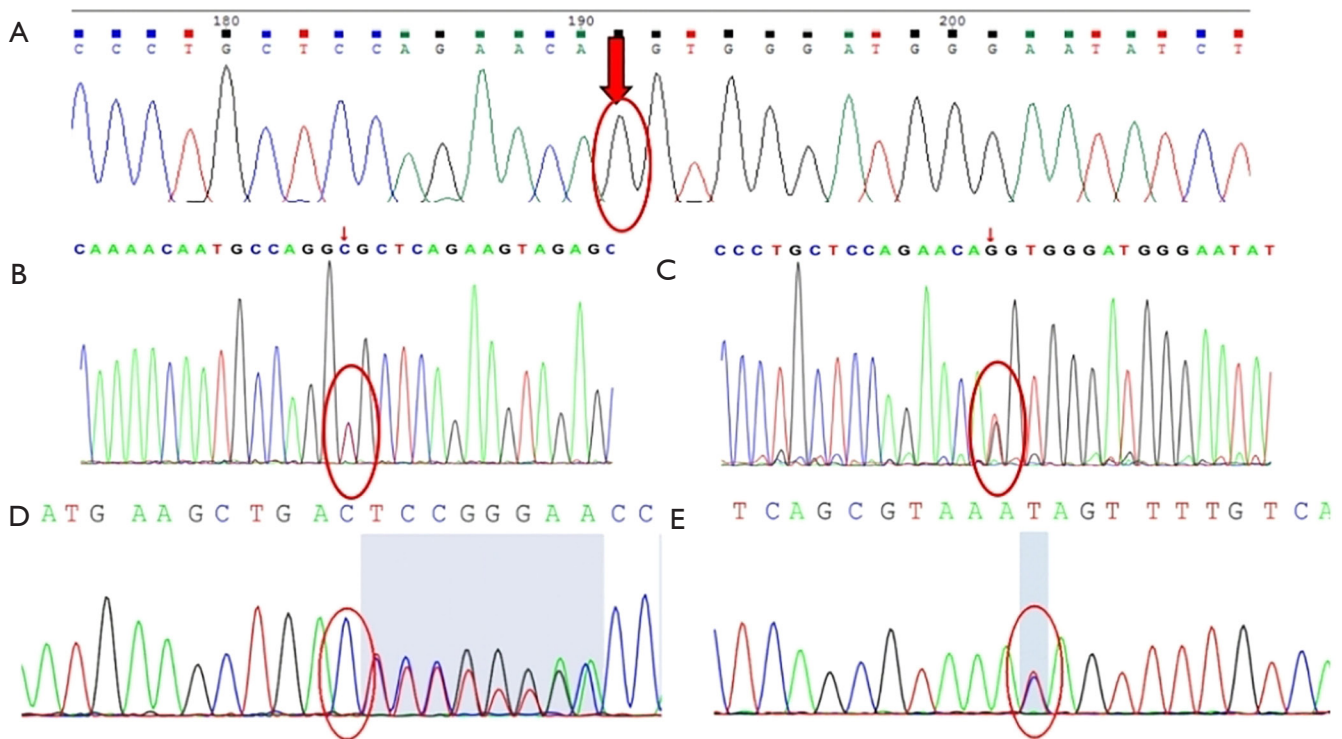 180 190 200
A C C C T G C T C C A G A A C A G T G G G A T G G G A A T A T C T
CAAAACAATGCCAGGCGCTCAGAAGTAGAGC
B
CCCTGCTCCAGAACAGGTGGGATGGGAATAT
C
D ATG AAGCTGACTCCGGGAACC
E TCAGCGTAAATAGT TTTGTCA